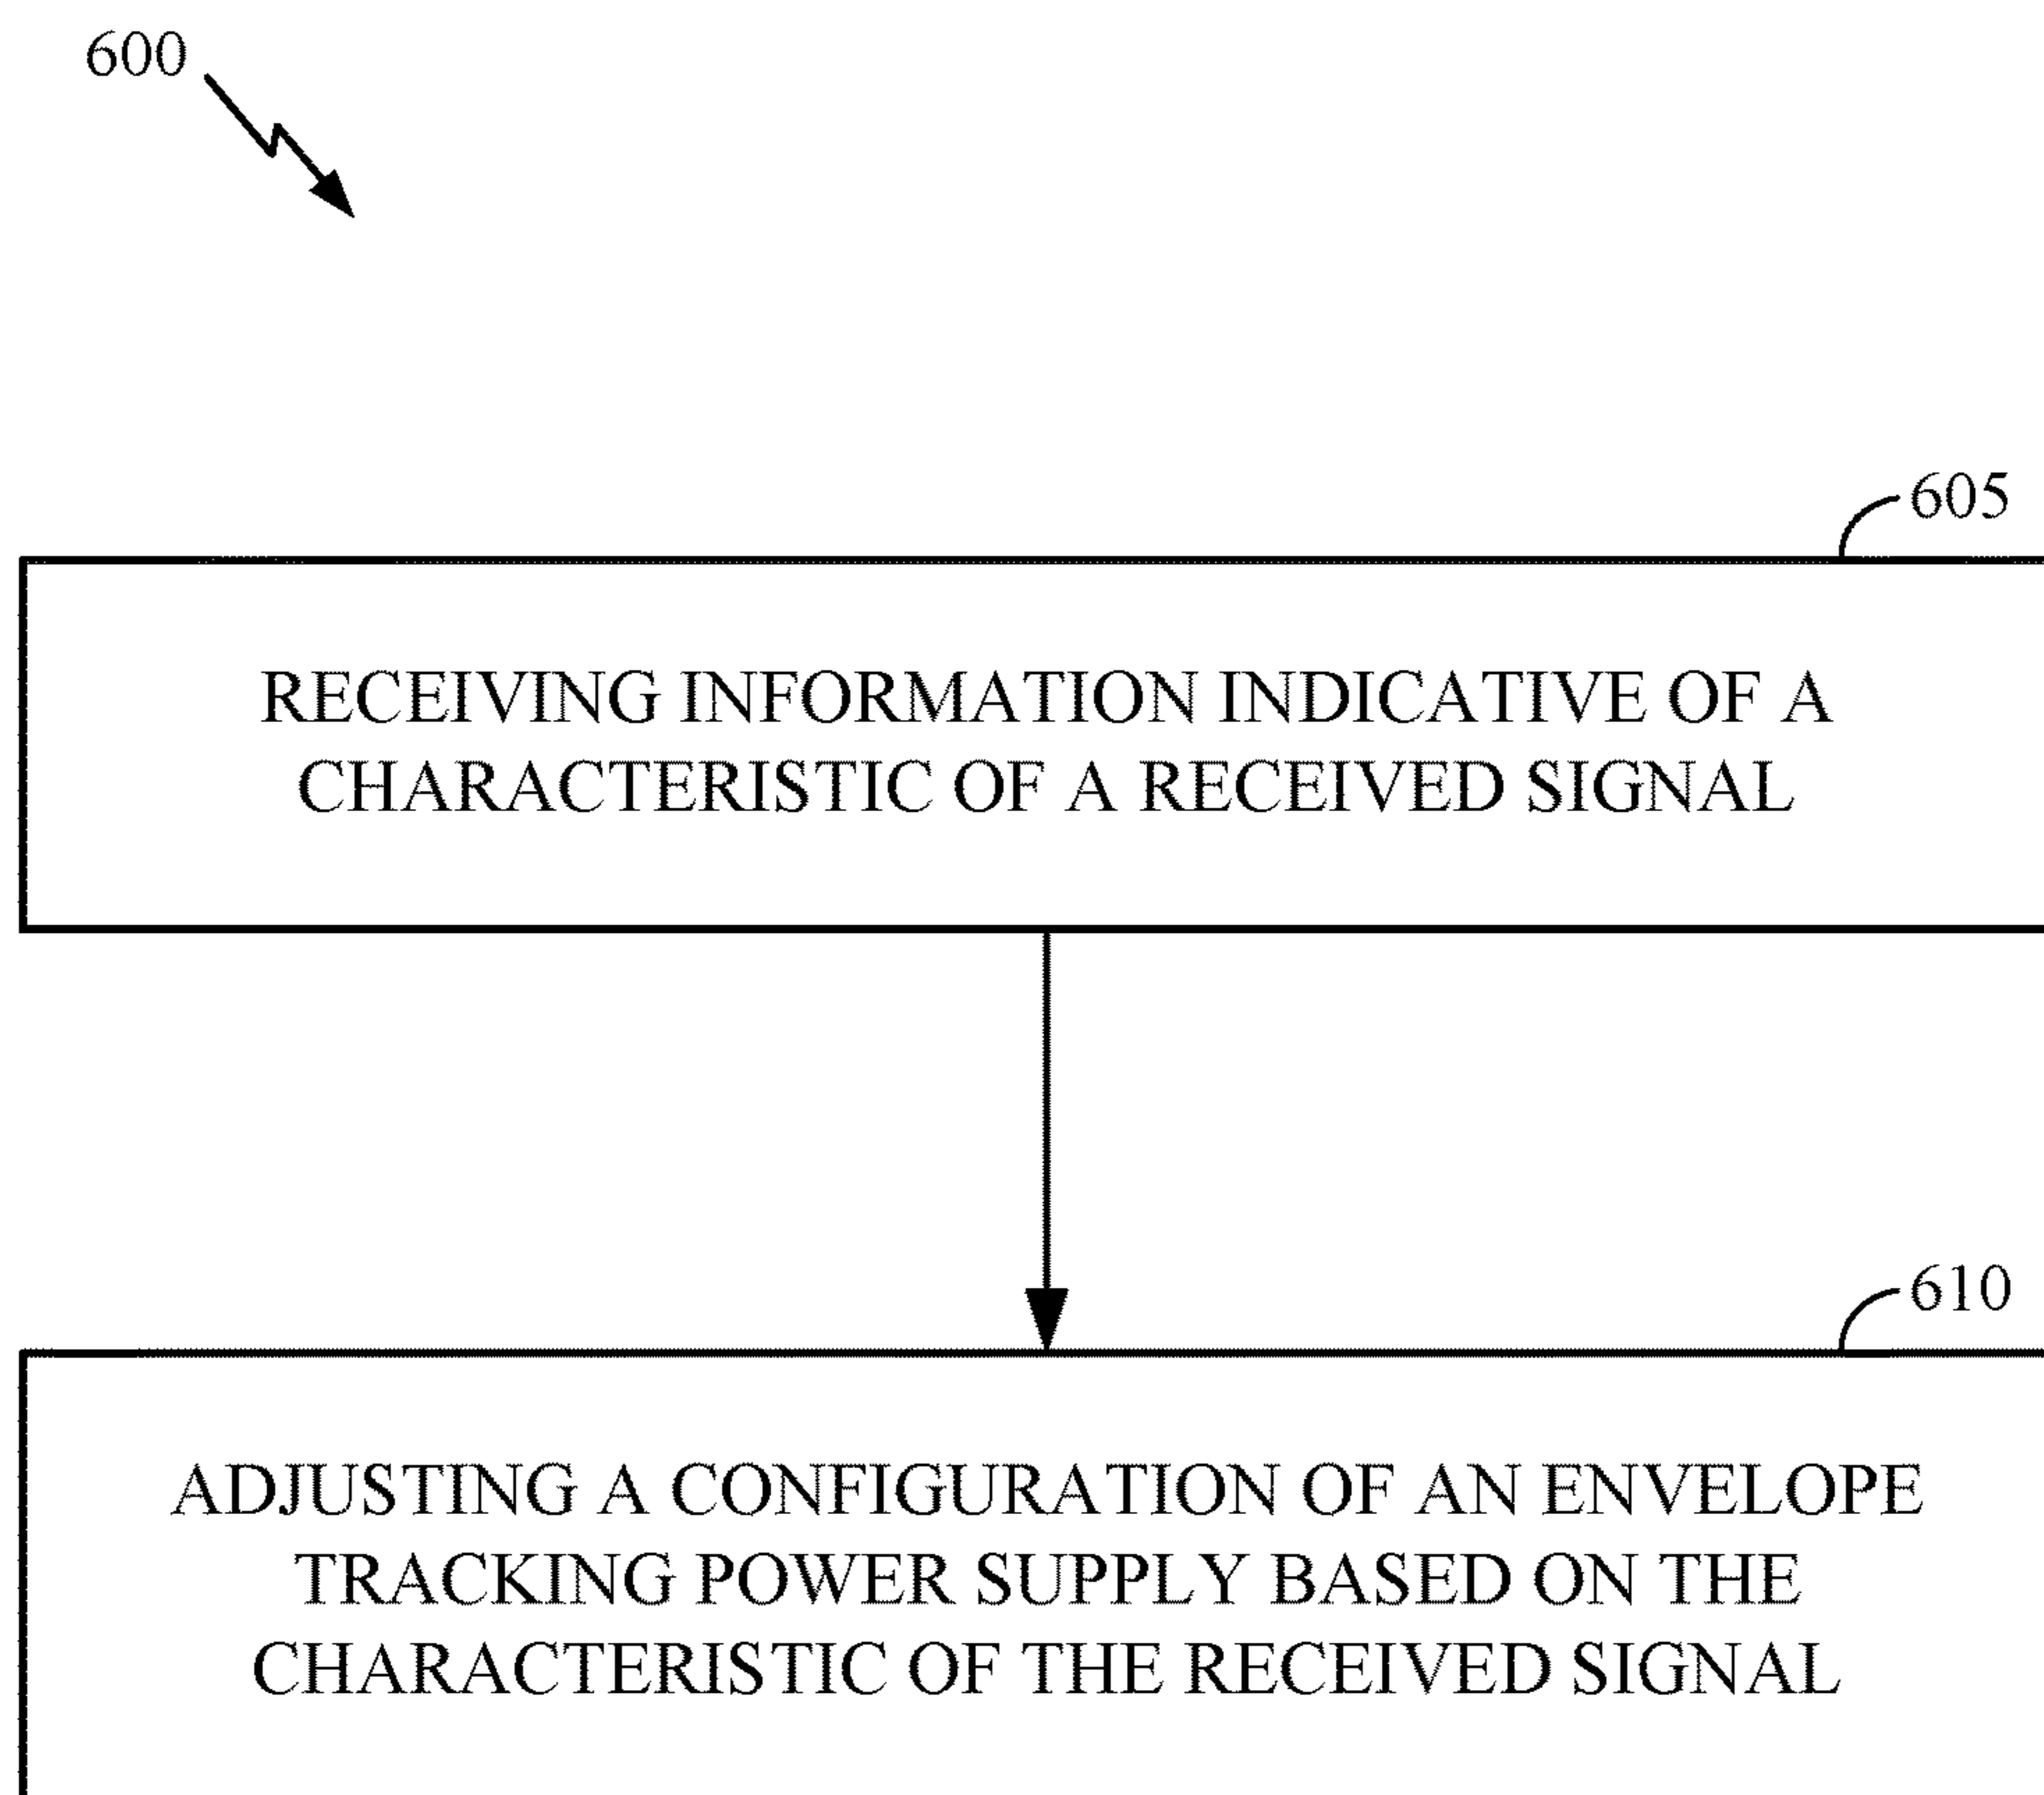 600
605
RECEIVING INFORMATION INDICATIVE OF A
CHARACTERISTIC OF A RECEIVED SIGNAL
610
ADJUSTING A CONFIGURATION OF AN ENVELOPE
TRACKING POWER SUPPLY BASED ON THE
CHARACTERISTIC OF THE RECEIVED SIGNAL